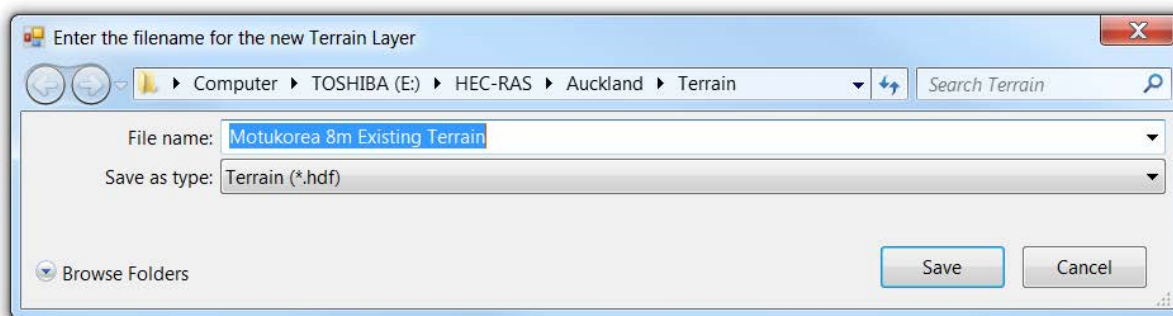 Enter the filename for the new Terrain Layer
Computer TOSHIBA (E:) HEC-RAS Auckland Terrain Search Terrain
File name: Motukorea 8m Existing Terrain
Save as type: Terrain (*.hdf)
Browse Folders Save Cancel